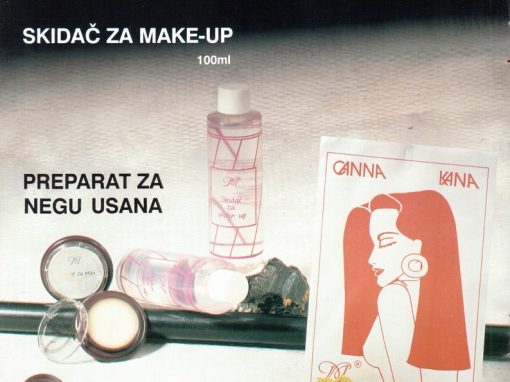 SKIDAČ ZA MAKE-UP
100ml
PREPARAT ZA
NEGU USANA
Skidač
za
make up
CANNA KANA